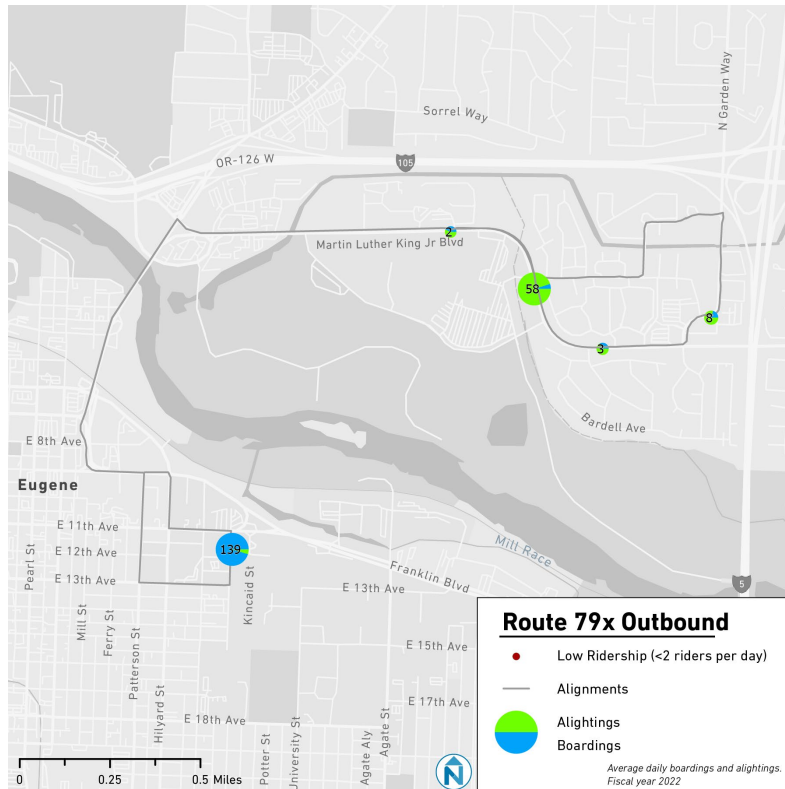 Sorrel Way
N Garden Way
OR-126 W
105
2
Martin Luther King Jr Blvd
58
8
3
Bardell Ave
E 8th Ave
Eugene
E 11th Ave
139
E 12th Ave
Mill Race
Pearl St
E 13th Ave
Franklin Blvd
E 13th Ave
Kincaid St
5
Mill St
Ferry St
Patterson St
Hilyard St
E 15th Ave
E 17th Ave
E 18th Ave
Potter St
University St
Agate Aly
Agate St
0 0.25 0.5 Miles
N
Route 79x Outbound
Low Ridership (<2 riders per day)
Alignments
Alightings
Boardings
Average daily boardings and alightings.
Fiscal year 2022